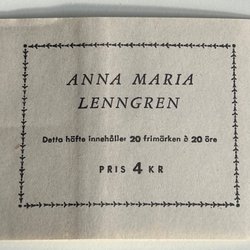 ANNA MARIA
LENNGREN
Detta häfte innehåller 20 frimärken à 20 öre
PRIS 4 KR